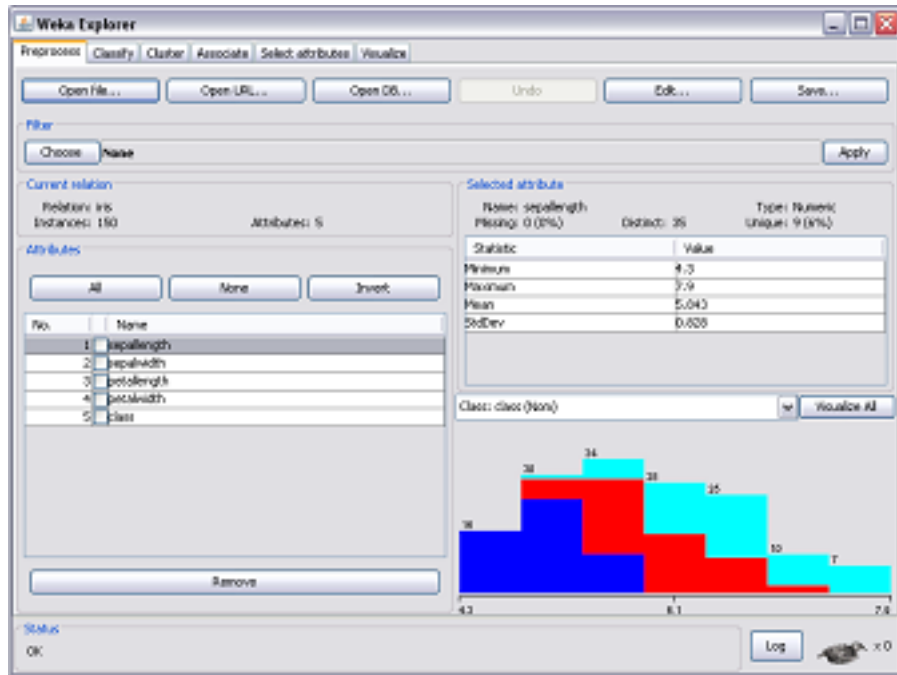 Weka Explorer
Preprocess Classify Cluster Associate Select attributes Visualize
Open file... Open URL... Open DB... Undo Edit... Save...
Filter
Choose None Apply
Current relation
Relation: iris
Instances: 150 Attributes: 5
Selected attribute
Name: sepallength Type: Numeric
Missing: 0 (0%) Distinct: 35 Unique: 9 (6%)
Statistic Value
Minimum 4.3
Maximum 7.9
Mean 5.843
StdDev 0.828
Attributes
All None Invert
No. Name
1 sepallength
2 sepalwidth
3 petallength
4 petalwidth
5 class
Remove
Class: class (Nom) Visualize All
34
30
28
25
16
10
7
4.3 6.1 7.9
Status
OK
Log x 0